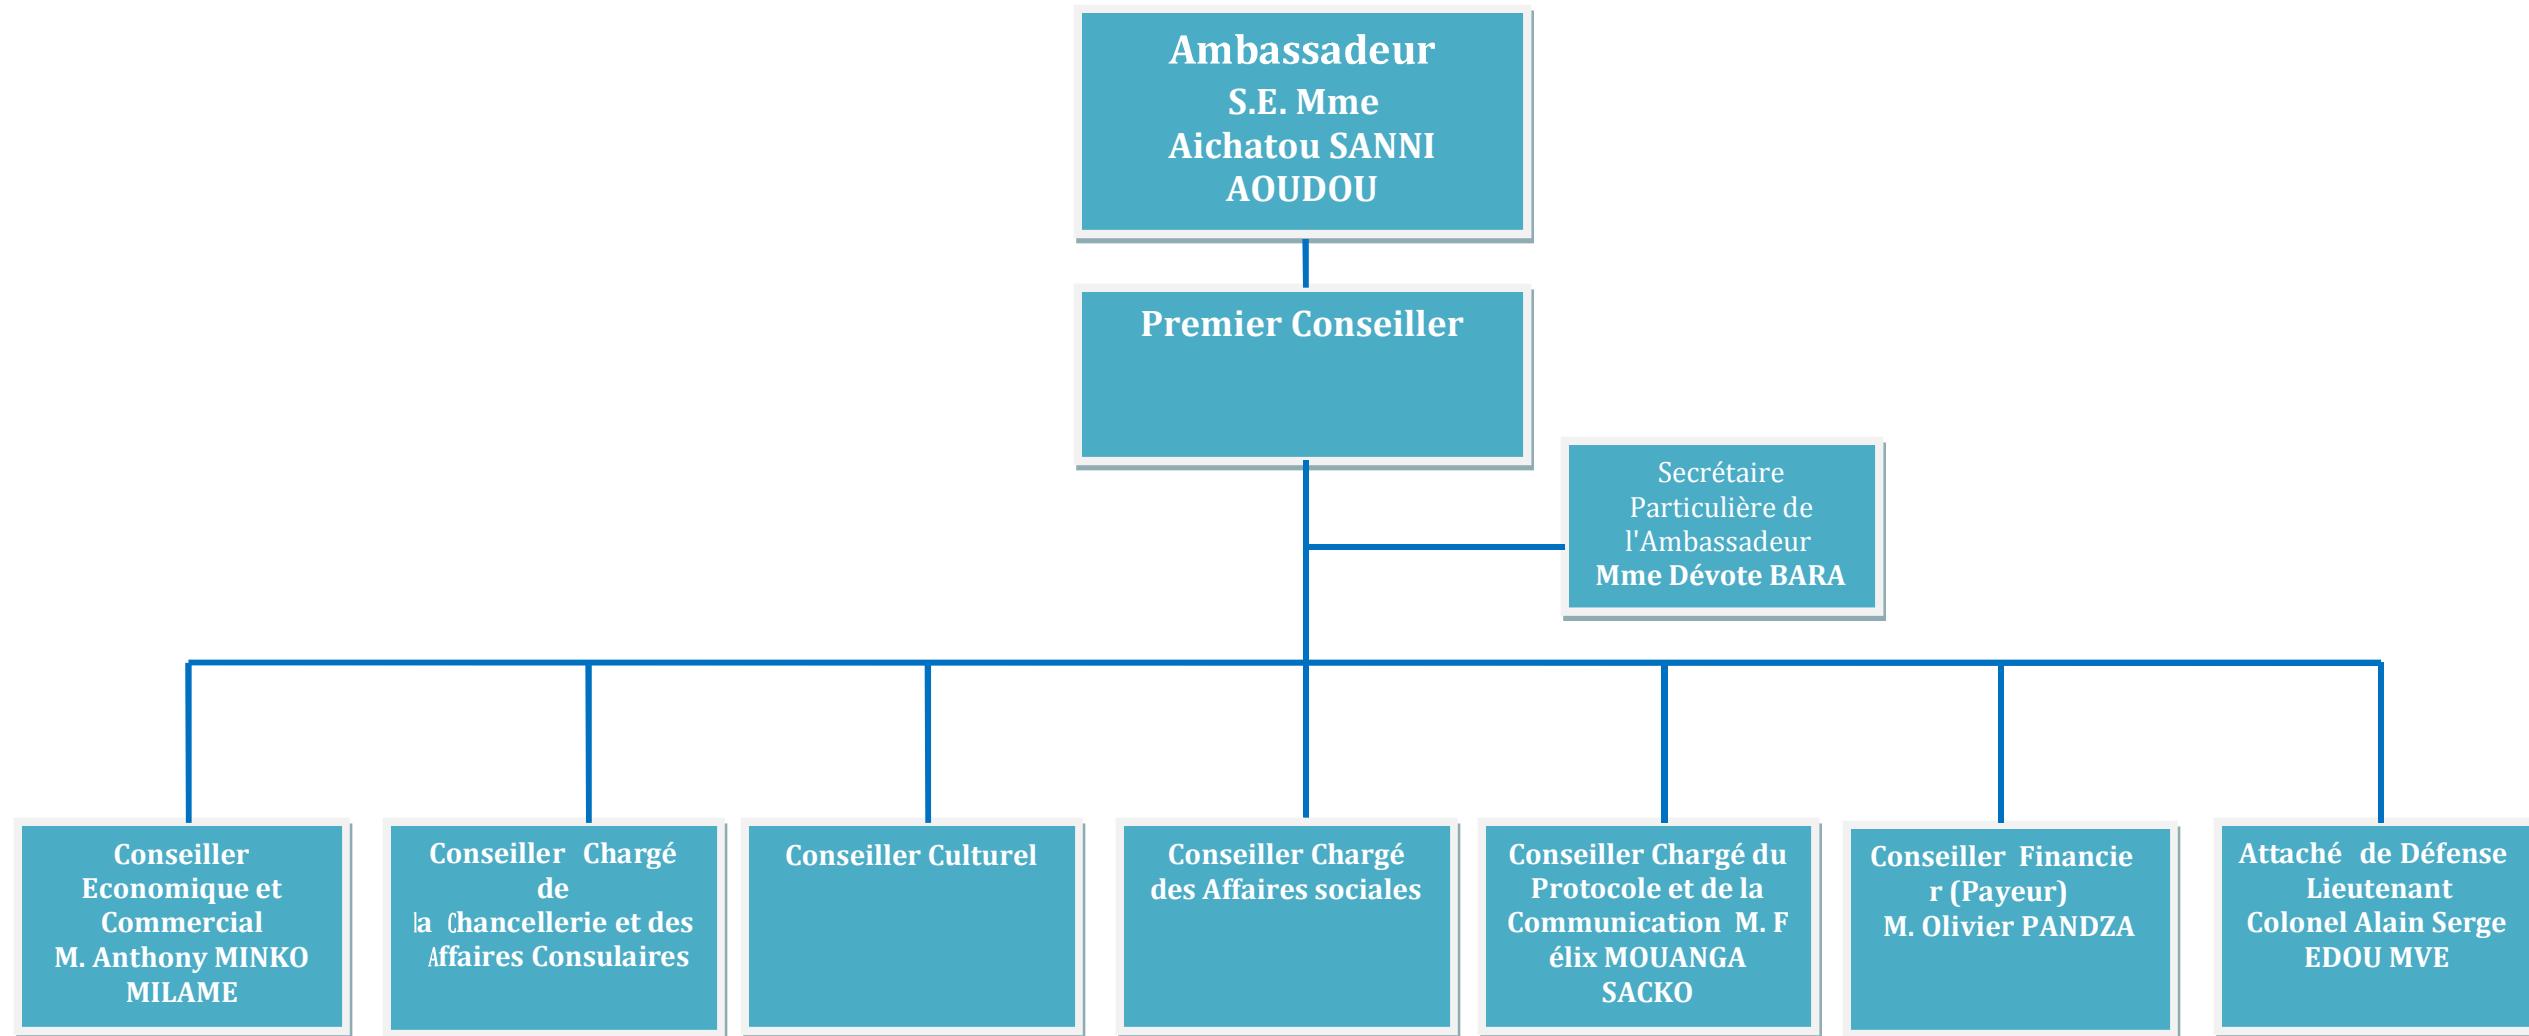 Ambassadeur
S.E. Mme
Aichatou SANNI
AOUDOU
Premier Conseiller
Secrétaire
Particulière de
l'Ambassadeur
Mme Dévote BARA
Conseiller
Economique et
Commercial
M. Anthony MINKO
MILAME
Conseiller Chargé
de
la Chancellerie et des
Affaires Consulaires
Conseiller Culturel
Conseiller Chargé
des Affaires sociales
Conseiller Chargé du
Protocole et de la
Communication M. F
élix MOUANGA
SACKO
Conseiller Financie
r (Payeur)
M. Olivier PANDZA
Attaché de Défense
Lieutenant
Colonel Alain Serge
EDOU MVE